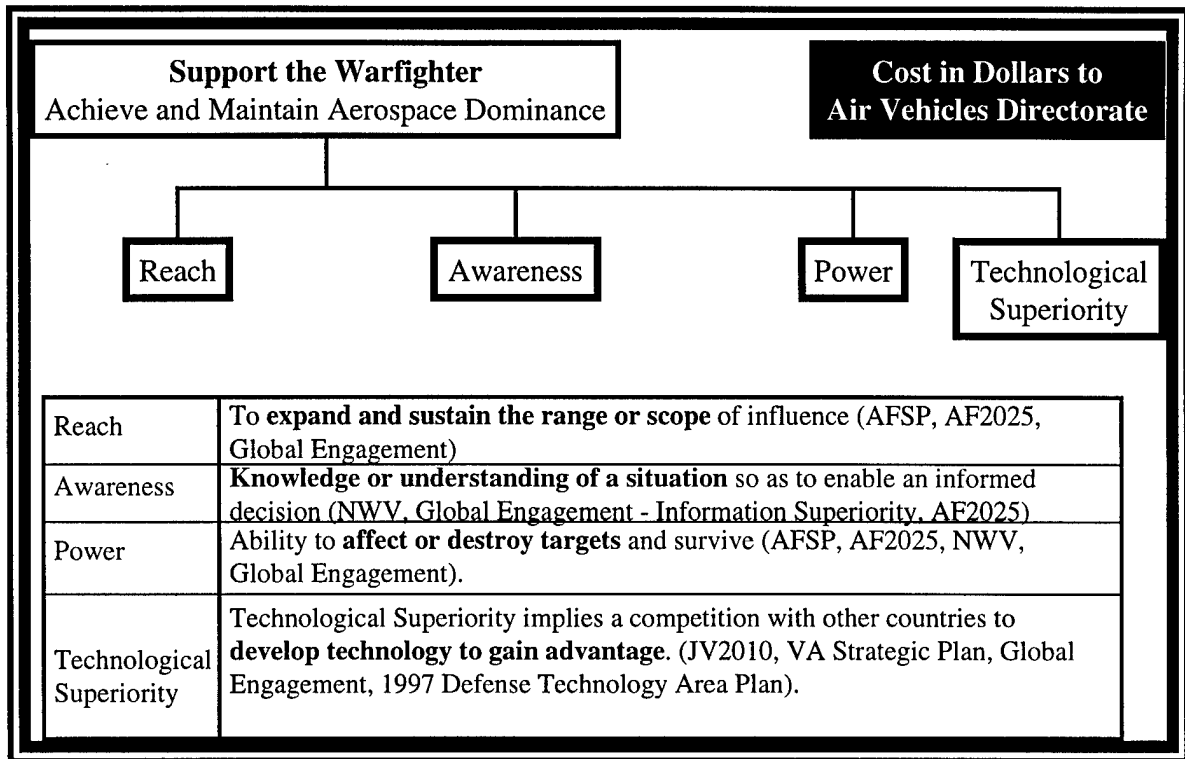 Support the Warfighter
Achieve and Maintain Aerospace Dominance
Cost in Dollars to
Air Vehicles Directorate
Reach
Awareness
Power
Technological
Superiority
Reach
To expand and sustain the range or scope of influence (AFSP, AF2025,
Global Engagement)
Awareness
Knowledge or understanding of a situation so as to enable an informed
decision (NWV, Global Engagement - Information Superiority, AF2025)
Power
Ability to affect or destroy targets and survive (AFSP, AF2025, NWV,
Global Engagement).
Technological
Superiority
Technological Superiority implies a competition with other countries to
develop technology to gain advantage. (JV2010, VA Strategic Plan, Global
Engagement, 1997 Defense Technology Area Plan).